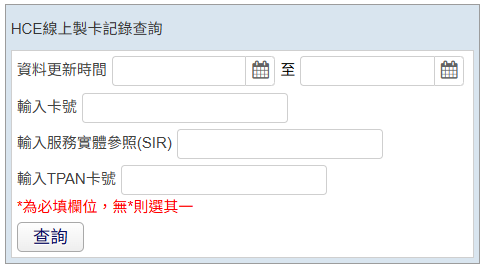 HCE線上製卡記錄查詢
資料更新時間 至
輸入卡號
輸入服務實體參照(SIR)
輸入TPAN卡號
*為必填欄位，無*則選其一
查詢